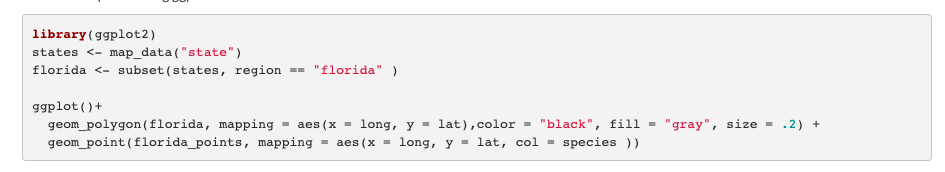 library(ggplot2)
states <- map_data("state")
florida <- subset(states, region == "florida" )
ggplot()+
  geom_polygon(florida, mapping = aes(x = long, y = lat),color = "black", fill = "gray", size = .2) +
  geom_point(florida_points, mapping = aes(x = long, y = lat, col = species ))